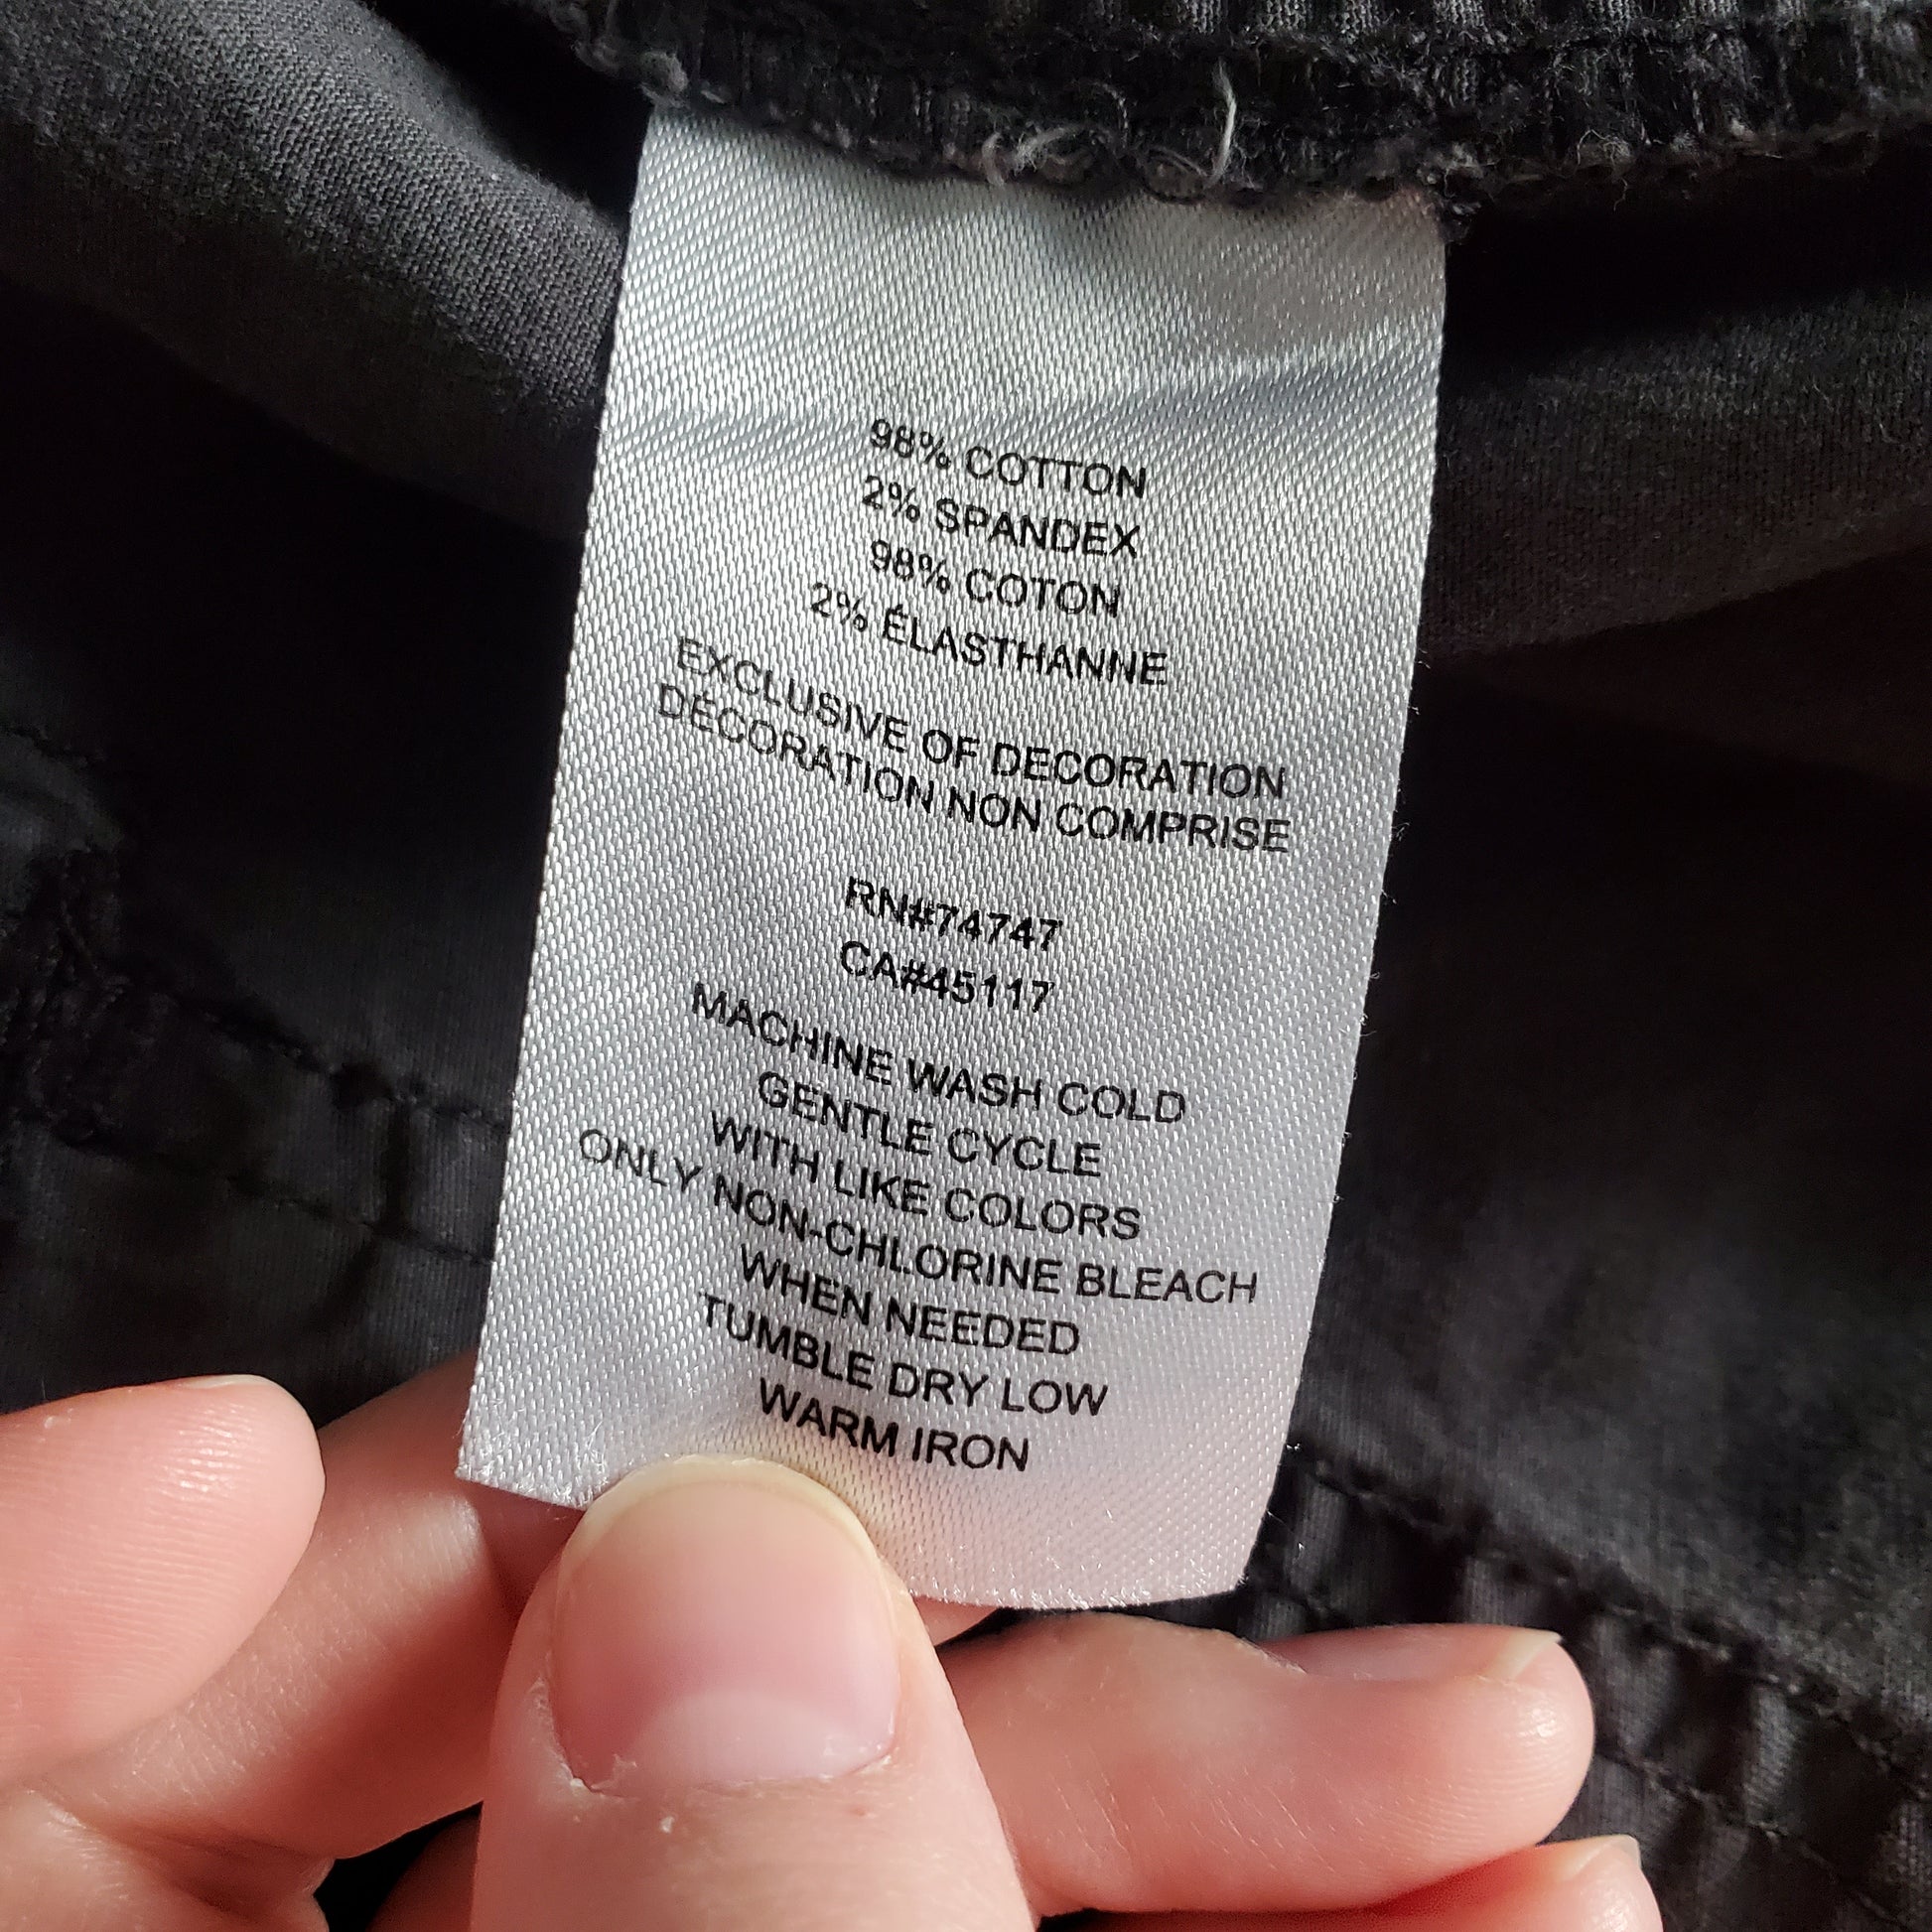 98% COTTON
2% SPANDEX
98% COTON
2% ÉLASTHANNE
EXCLUSIVE OF DECORATION
DÉCORATION NON COMPRISE
RN#74747
CA#45117
MACHINE WASH COLD
GENTLE CYCLE
WITH LIKE COLORS
ONLY NON-CHLORINE BLEACH
WHEN NEEDED
TUMBLE DRY LOW
WARM IRON